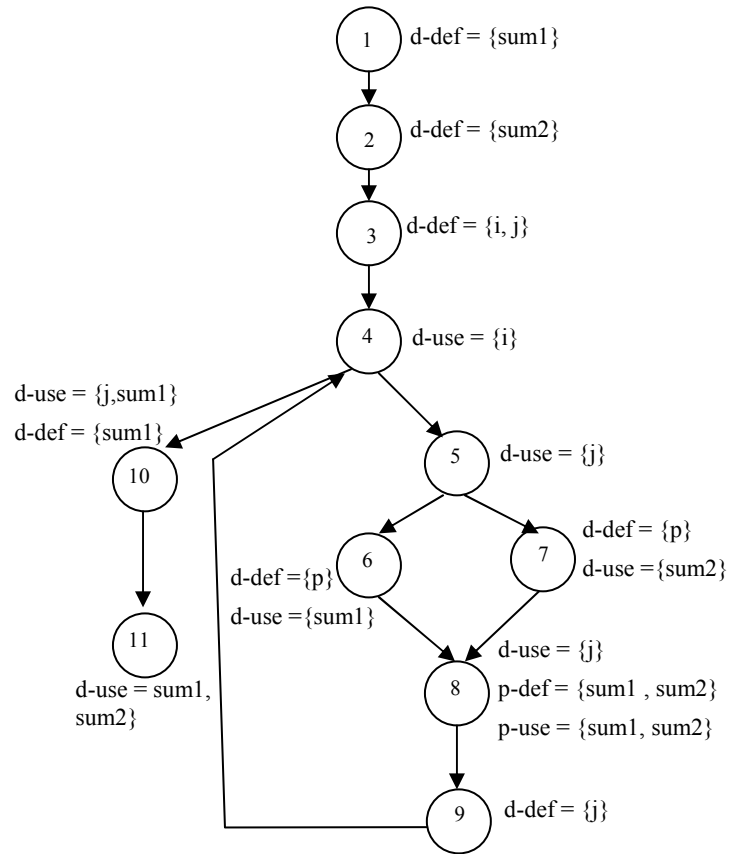 1
d-def = {sum1}
2
d-def = {sum2}
3
d-def = {i, j}
4
d-use = {i}
d-use = {j,sum1}
d-def = {sum1}
10
5
d-use = {j}
6
d-def ={p}
d-use ={sum1}
7
d-def = {p}
d-use ={sum2}
11
d-use = sum1,
sum2}
8
d-use = {j}
p-def = {sum1 , sum2}
p-use = {sum1, sum2}
9
d-def = {j}